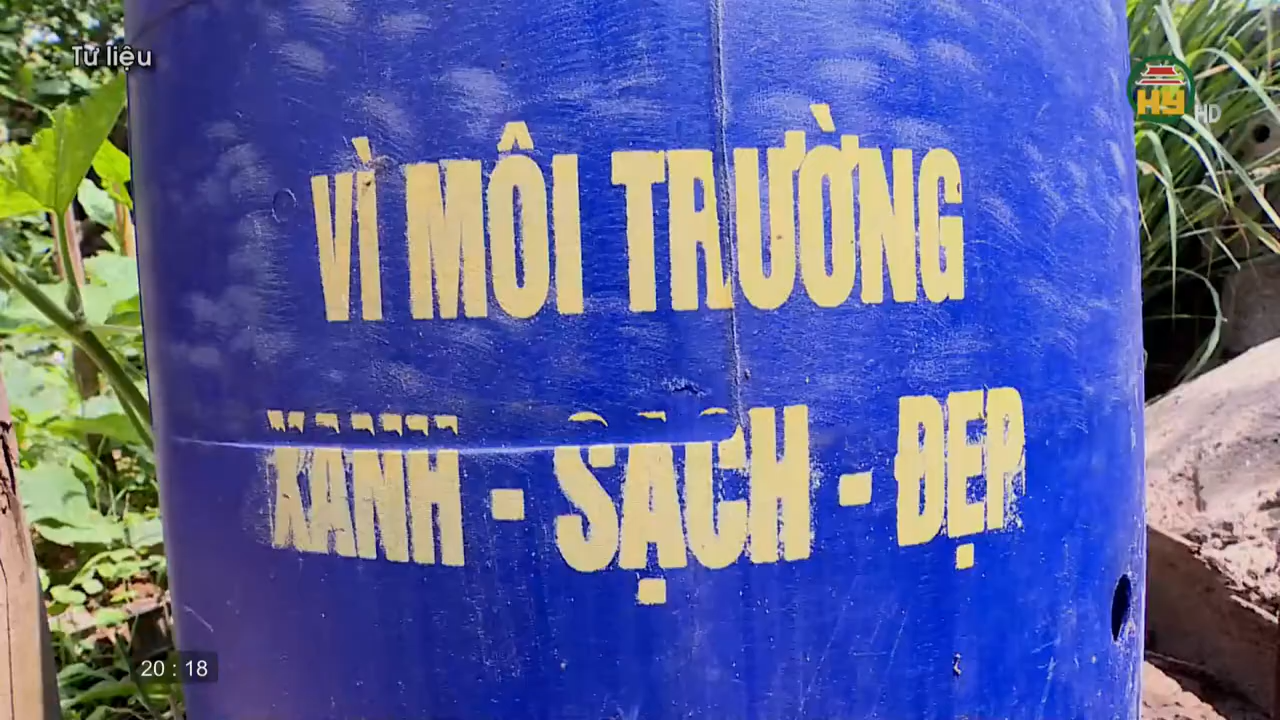 Tư liệu
HY HD
VÌ MÔI TRƯỜNG
XANH - SẠCH - ĐẸP
20 : 18